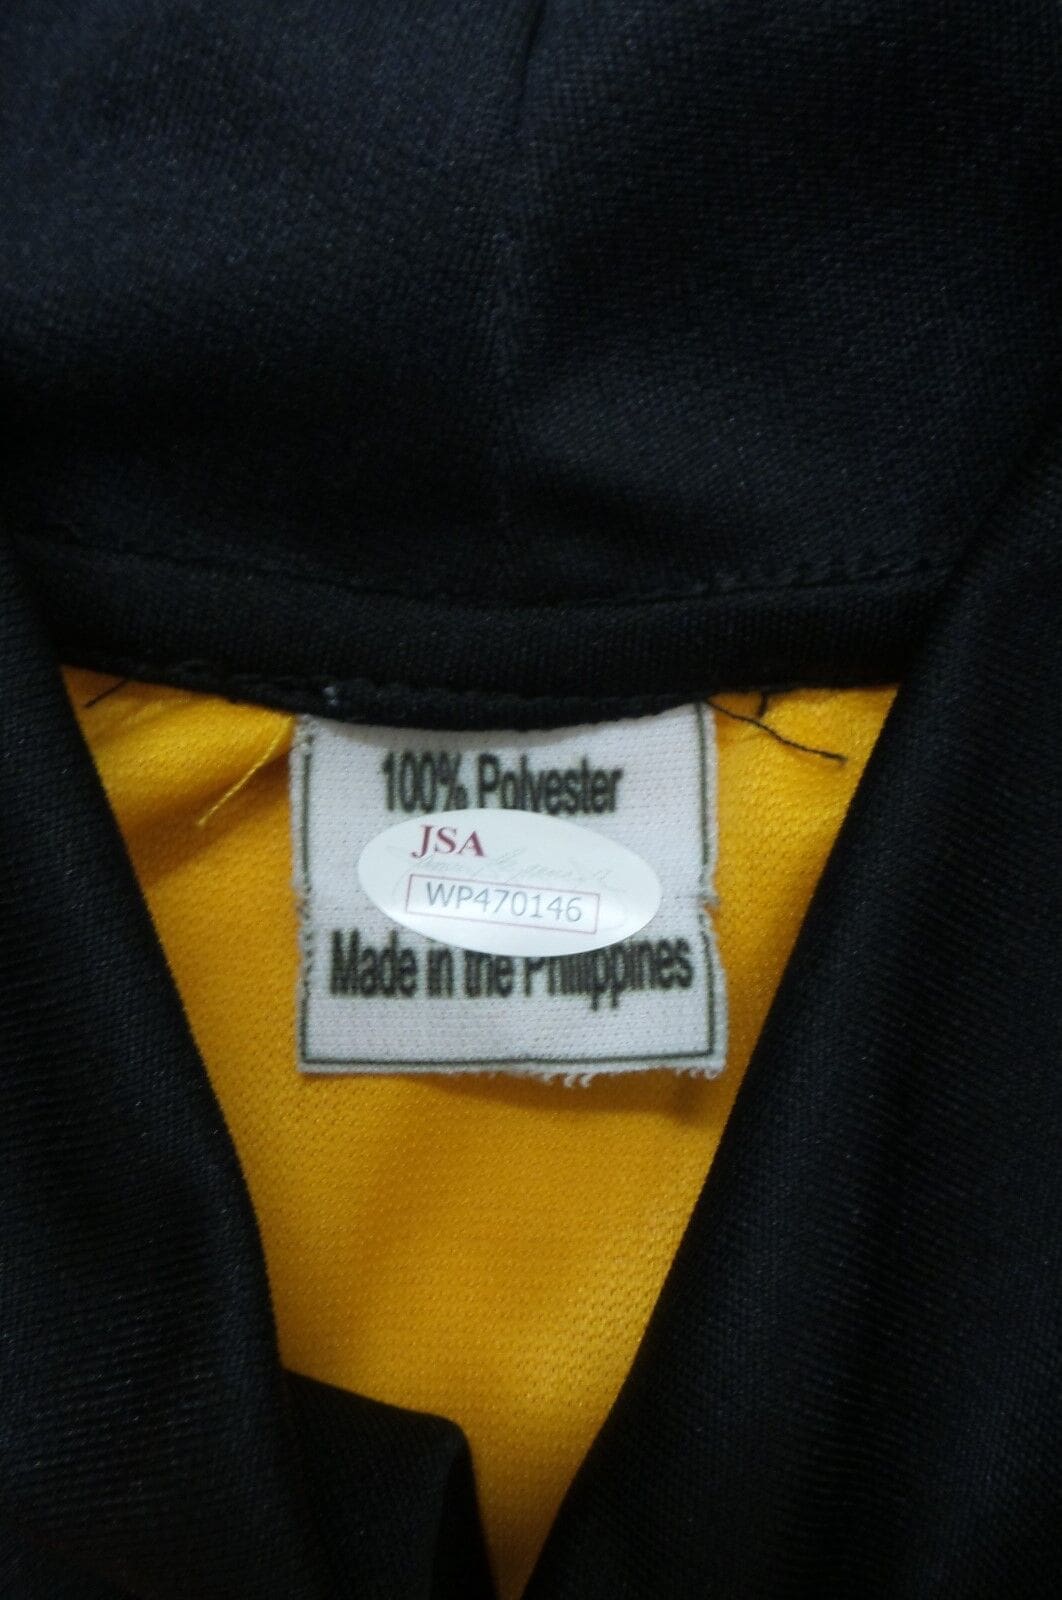 100% Polyester
JSA
WP470146
Made in the Philippines